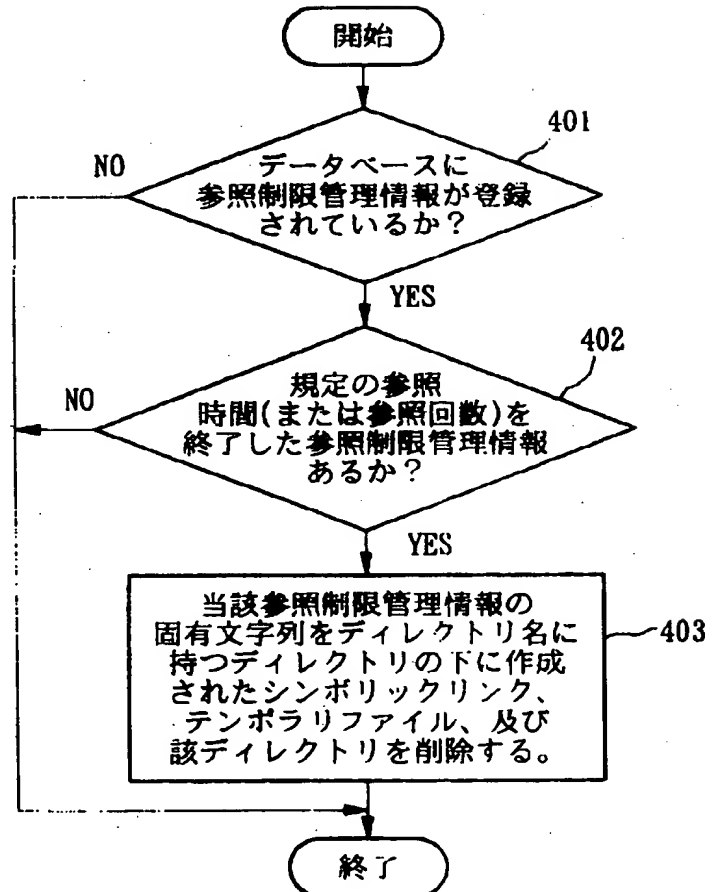 開始
401
NO
データベースに
参照制限管理情報が登録
されているか?
YES
402
NO
規定の参照
時間(または参照回数)を
終了した参照制限管理情報
あるか?
YES
403
当該参照制限管理情報の
固有文字列をディレクトリ名に
持つディレクトリの下に作成
されたシンボリックリンク、
テンポラリファイル、及び
該ディレクトリを削除する。
終了